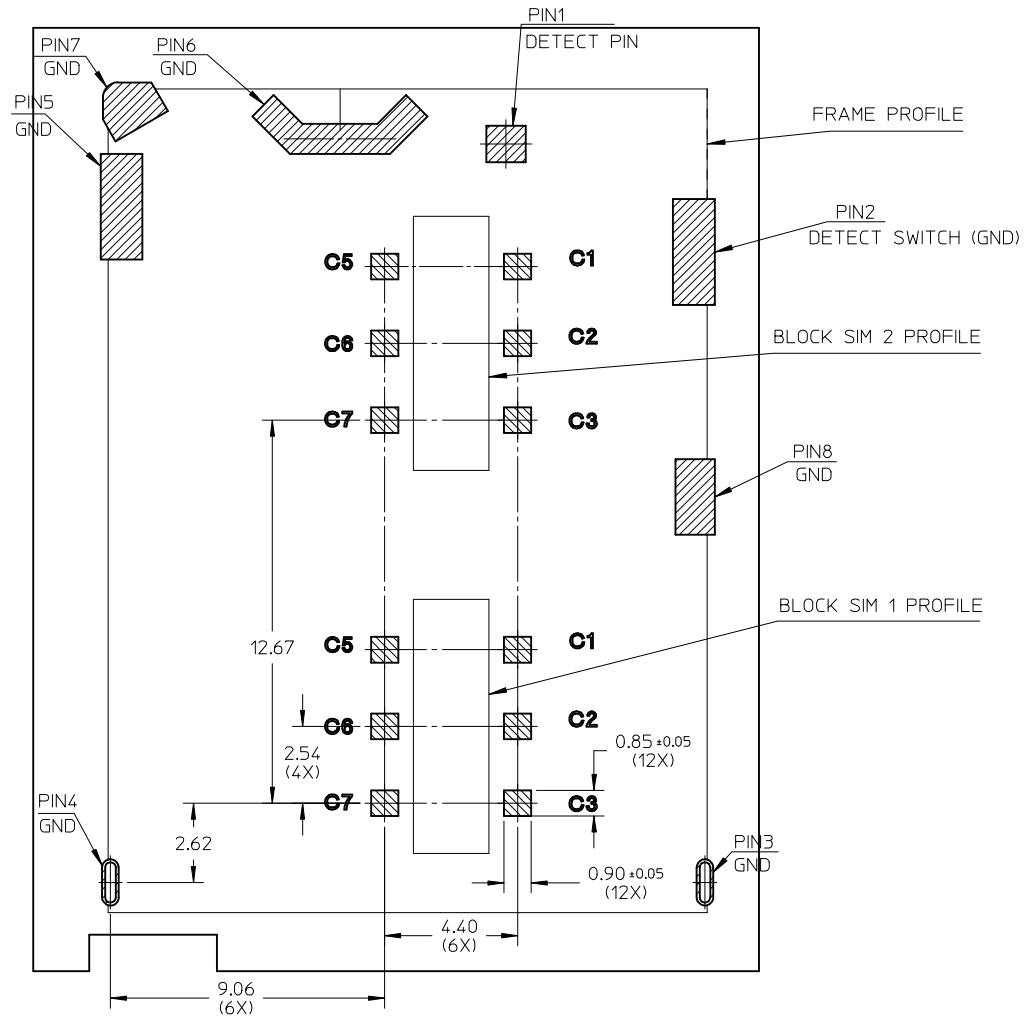 PIN1
DETECT PIN
PIN7
GND
PIN6
GND
PIN5
GND
FRAME PROFILE
PIN2
DETECT SWITCH (GND)
C5
C1
C6
C2
BLOCK SIM 2 PROFILE
C7
C3
PIN8
GND
BLOCK SIM 1 PROFILE
12.67
C5
C1
C6
C2
2.54
(4X)
0.85 ±0.05
(12X)
C7
C3
PIN4
GND
2.62
PIN3
GND
0.90 ±0.05
(12X)
4.40
(6X)
9.06
(6X)